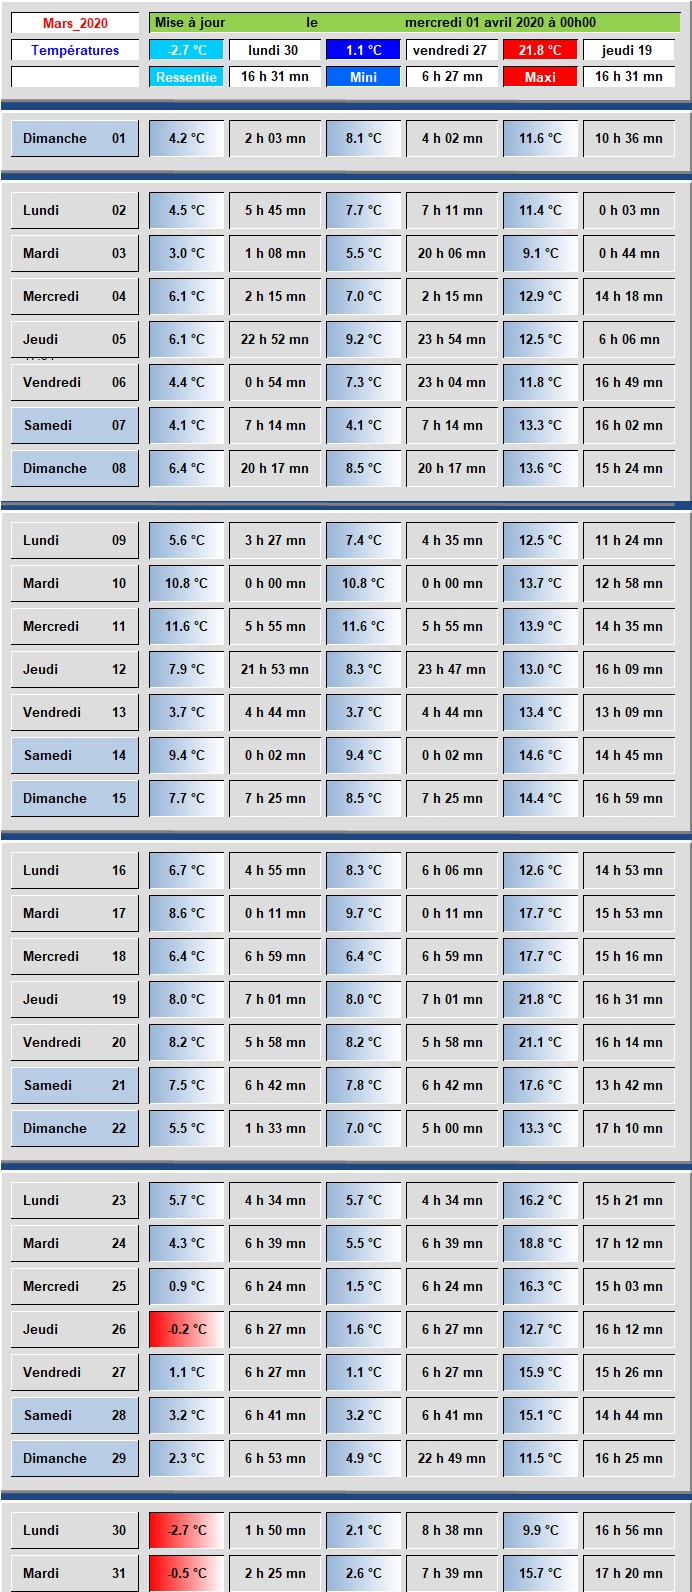 Mars_2020 Mise à jour le mercredi 01 avril 2020 à 00h00
Températures -2.7 °C lundi 30 1.1 °C vendredi 27 21.8 °C jeudi 19
Ressentie 16 h 31 mn Mini 6 h 27 mn Maxi 16 h 31 mn
Dimanche 01 4.2 °C 2 h 03 mn 8.1 °C 4 h 02 mn 11.6 °C 10 h 36 mn
Lundi 02 4.5 °C 5 h 45 mn 7.7 °C 7 h 11 mn 11.4 °C 0 h 03 mn
Mardi 03 3.0 °C 1 h 08 mn 5.5 °C 20 h 06 mn 9.1 °C 0 h 44 mn
Mercredi 04 6.1 °C 2 h 15 mn 7.0 °C 2 h 15 mn 12.9 °C 14 h 18 mn
Jeudi 05 6.1 °C 22 h 52 mn 9.2 °C 23 h 54 mn 12.5 °C 6 h 06 mn
Vendredi 06 4.4 °C 0 h 54 mn 7.3 °C 23 h 04 mn 11.8 °C 16 h 49 mn
Samedi 07 4.1 °C 7 h 14 mn 4.1 °C 7 h 14 mn 13.3 °C 16 h 02 mn
Dimanche 08 6.4 °C 20 h 17 mn 8.5 °C 20 h 17 mn 13.6 °C 15 h 24 mn
Lundi 09 5.6 °C 3 h 27 mn 7.4 °C 4 h 35 mn 12.5 °C 11 h 24 mn
Mardi 10 10.8 °C 0 h 00 mn 10.8 °C 0 h 00 mn 13.7 °C 12 h 58 mn
Mercredi 11 11.6 °C 5 h 55 mn 11.6 °C 5 h 55 mn 13.9 °C 14 h 35 mn
Jeudi 12 7.9 °C 21 h 53 mn 8.3 °C 23 h 47 mn 13.0 °C 16 h 09 mn
Vendredi 13 3.7 °C 4 h 44 mn 3.7 °C 4 h 44 mn 13.4 °C 13 h 09 mn
Samedi 14 9.4 °C 0 h 02 mn 9.4 °C 0 h 02 mn 14.6 °C 14 h 45 mn
Dimanche 15 7.7 °C 7 h 25 mn 8.5 °C 7 h 25 mn 14.4 °C 16 h 59 mn
Lundi 16 6.7 °C 4 h 55 mn 8.3 °C 6 h 06 mn 12.6 °C 14 h 53 mn
Mardi 17 8.6 °C 0 h 11 mn 9.7 °C 0 h 11 mn 17.7 °C 15 h 53 mn
Mercredi 18 6.4 °C 6 h 59 mn 6.4 °C 6 h 59 mn 17.7 °C 15 h 16 mn
Jeudi 19 8.0 °C 7 h 01 mn 8.0 °C 7 h 01 mn 21.8 °C 16 h 31 mn
Vendredi 20 8.2 °C 5 h 58 mn 8.2 °C 5 h 58 mn 21.1 °C 16 h 14 mn
Samedi 21 7.5 °C 6 h 42 mn 7.8 °C 6 h 42 mn 17.6 °C 13 h 42 mn
Dimanche 22 5.5 °C 1 h 33 mn 7.0 °C 5 h 00 mn 13.3 °C 17 h 10 mn
Lundi 23 5.7 °C 4 h 34 mn 5.7 °C 4 h 34 mn 16.2 °C 15 h 21 mn
Mardi 24 4.3 °C 6 h 39 mn 5.5 °C 6 h 39 mn 18.8 °C 17 h 12 mn
Mercredi 25 0.9 °C 6 h 24 mn 1.5 °C 6 h 24 mn 16.3 °C 15 h 03 mn
Jeudi 26 -0.2 °C 6 h 27 mn 1.6 °C 6 h 27 mn 12.7 °C 16 h 12 mn
Vendredi 27 1.1 °C 6 h 27 mn 1.1 °C 6 h 27 mn 15.9 °C 15 h 26 mn
Samedi 28 3.2 °C 6 h 41 mn 3.2 °C 6 h 41 mn 15.1 °C 14 h 44 mn
Dimanche 29 2.3 °C 6 h 53 mn 4.9 °C 22 h 49 mn 11.5 °C 16 h 25 mn
Lundi 30 -2.7 °C 1 h 50 mn 2.1 °C 8 h 38 mn 9.9 °C 16 h 56 mn
Mardi 31 -0.5 °C 2 h 25 mn 2.6 °C 7 h 39 mn 15.7 °C 17 h 20 mn